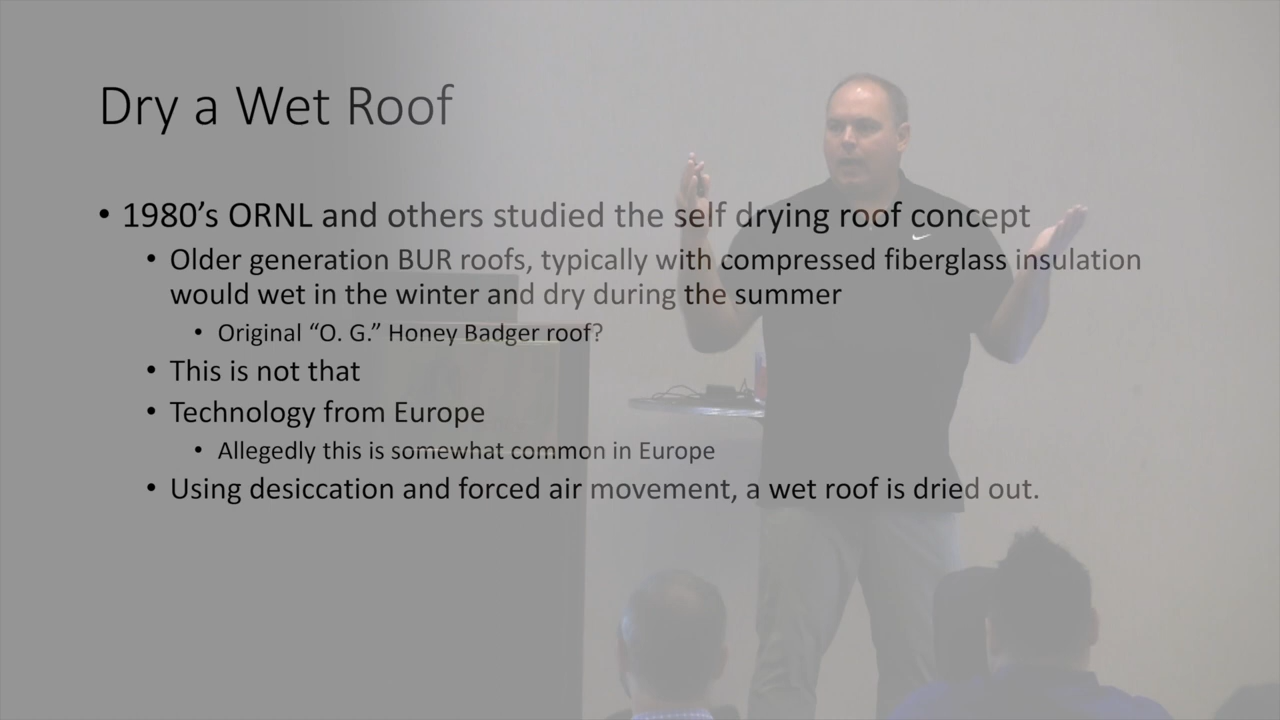 Dry a Wet Roof
• 1980’s ORNL and others studied the self drying roof concept
• Older generation BUR roofs, typically with compressed fiberglass insulation
would wet in the winter and dry during the summer
• Original “O. G.” Honey Badger roof?
• This is not that
• Technology from Europe
• Allegedly this is somewhat common in Europe
• Using desiccation and forced air movement, a wet roof is dried out.